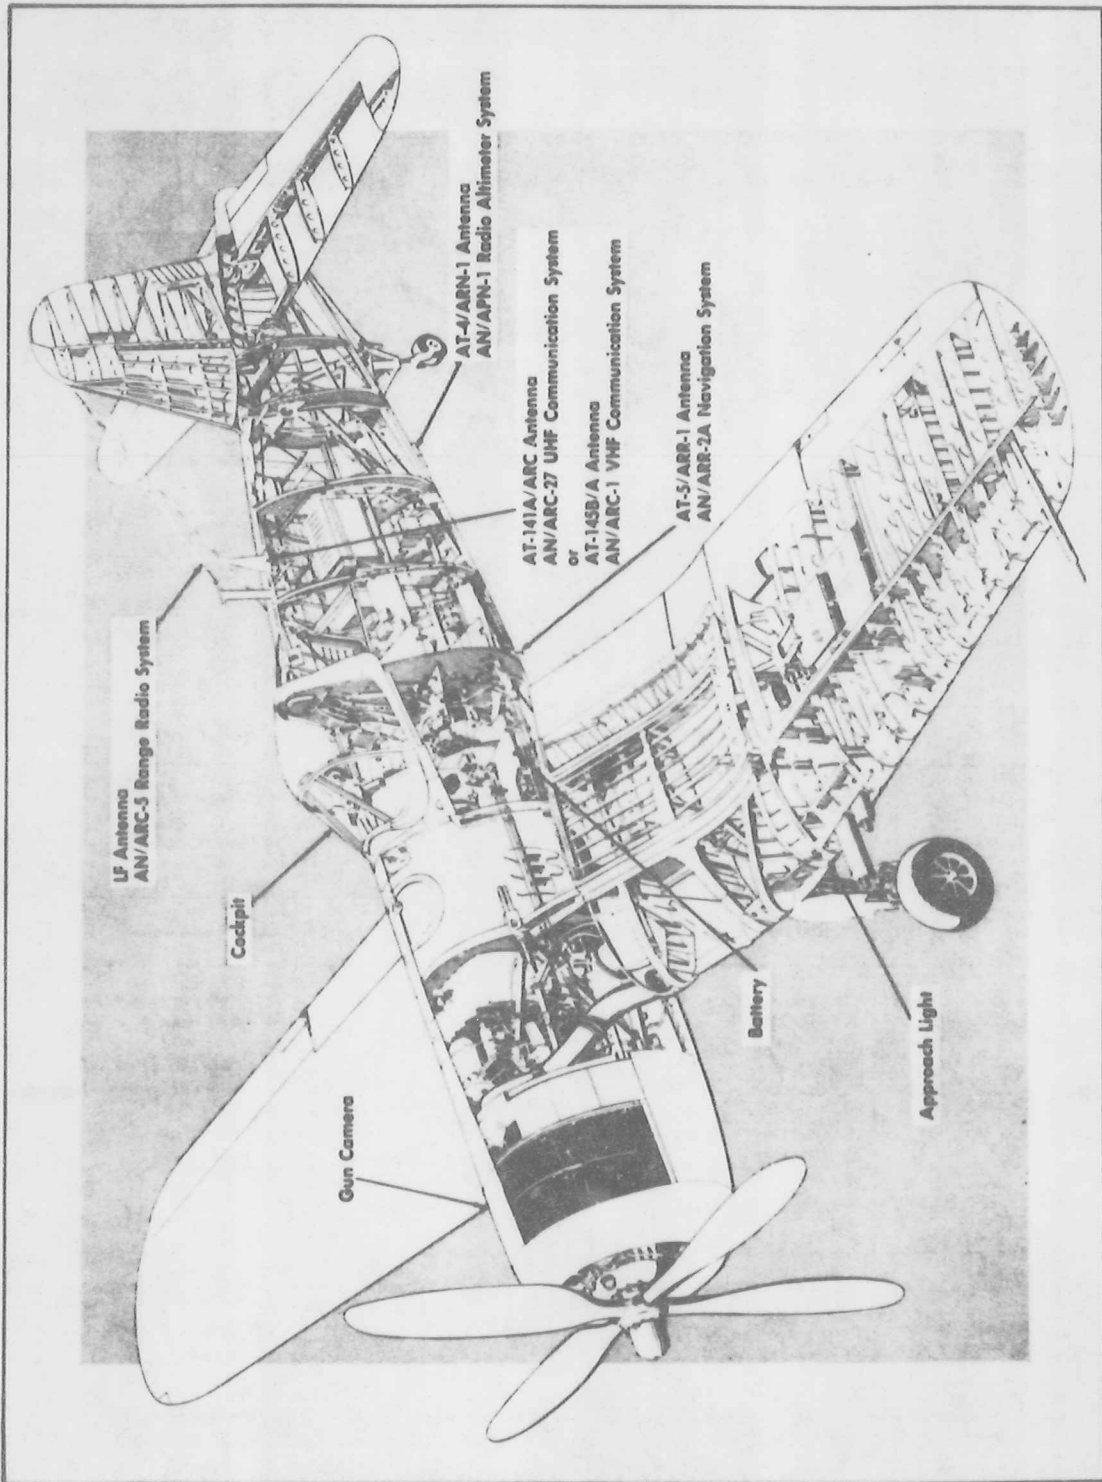 LF Antenna
AN/ARC-5 Range Radio System
Cockpit
Gun Camera
AT-4/ARN-1 Antenna
AN/APN-1 Radio Altimeter System
AT-141A/ARC Antenna
AN/ARC-27 UHF Communication System
or
AT-145B/A Antenna
AN/ARC-1 VHF Communication System
AT-5/ARR-1 Antenna
AN/ARR-2A Navigation System
Battery
Approach Light